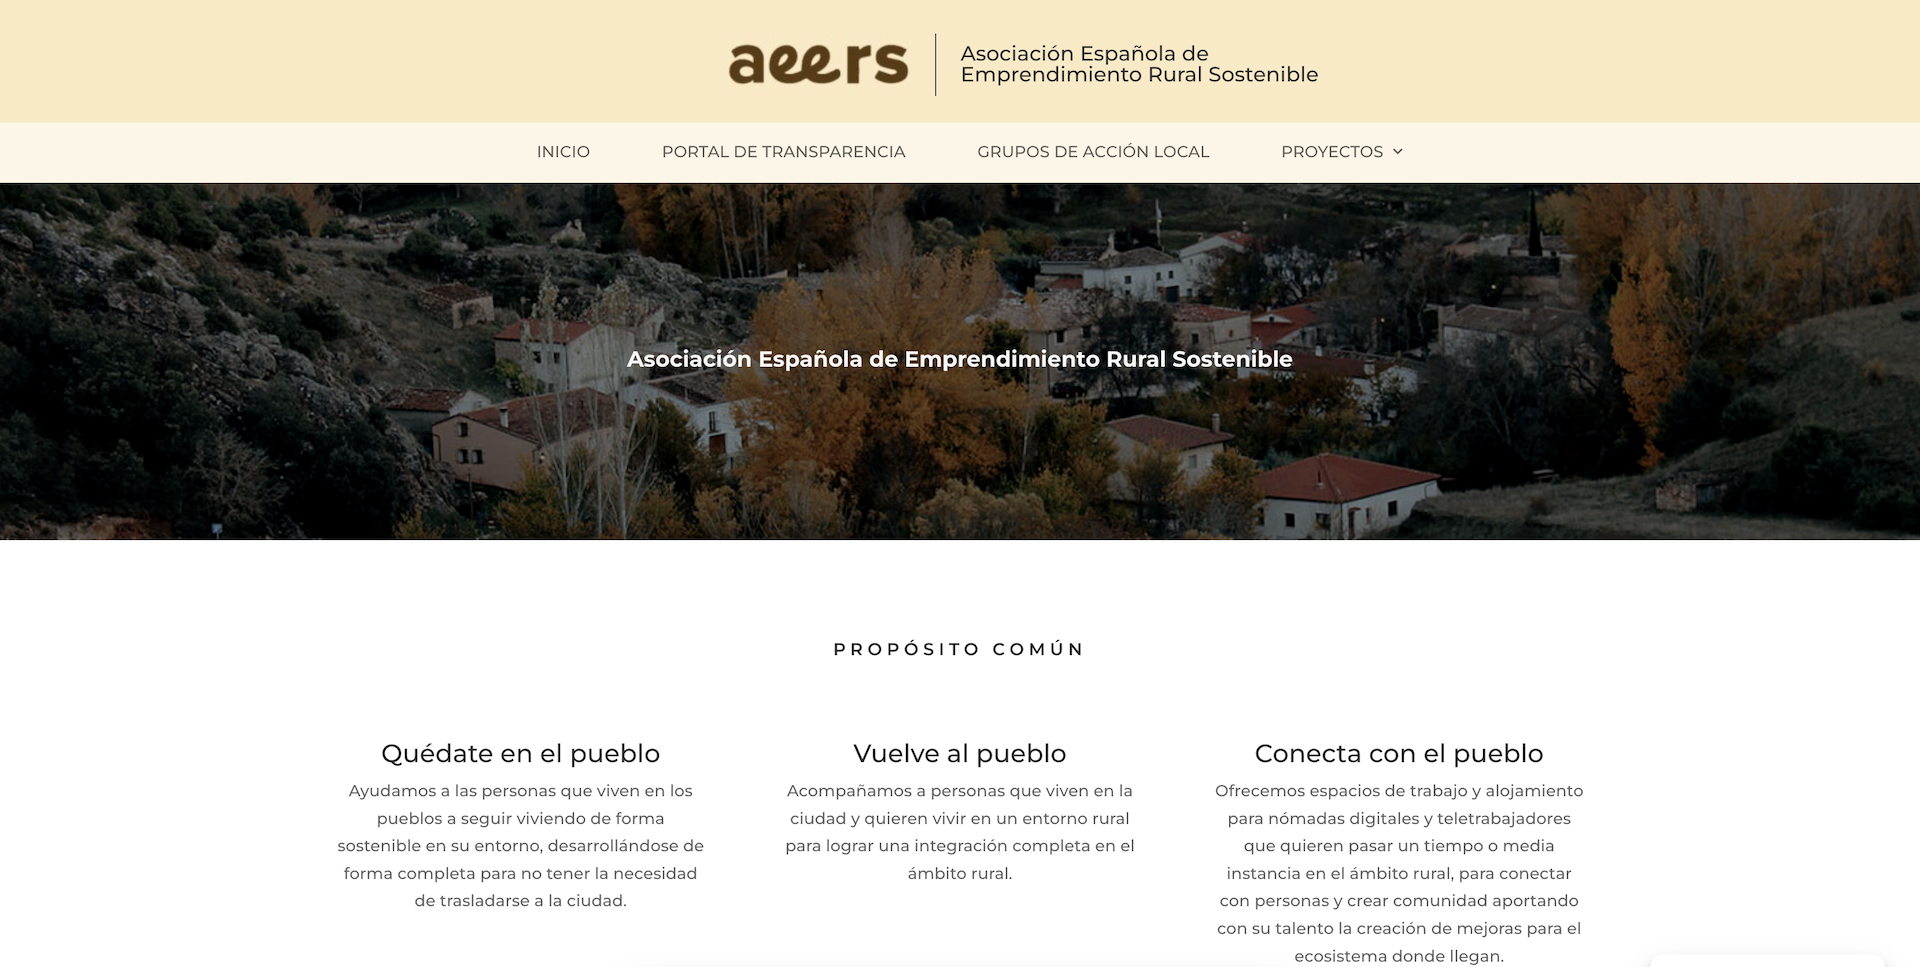 aeers
Asociación Española de
Emprendimiento Rural Sostenible
INICIO
PORTAL DE TRANSPARENCIA
GRUPOS DE ACCIÓN LOCAL
PROYECTOS
Asociación Española de Emprendimiento Rural Sostenible
PROPÓSITO COMÚN
Quédate en el pueblo
Ayudamos a las personas que viven en los
pueblos a seguir viviendo de forma
sostenible en su entorno, desarrollándose de
forma completa para no tener la necesidad
de trasladarse a la ciudad.
Vuelve al pueblo
Acompañamos a personas que viven en la
ciudad y quieren vivir en un entorno rural
para lograr una integración completa en el
ámbito rural.
Conecta con el pueblo
Ofrecemos espacios de trabajo y alojamiento
para nómadas digitales y teletrabajadores
que quieren pasar un tiempo o media
instancia en el ámbito rural, para conectar
con personas y crear comunidad aportando
con su talento la creación de mejoras para el
ecosistema donde llegan.